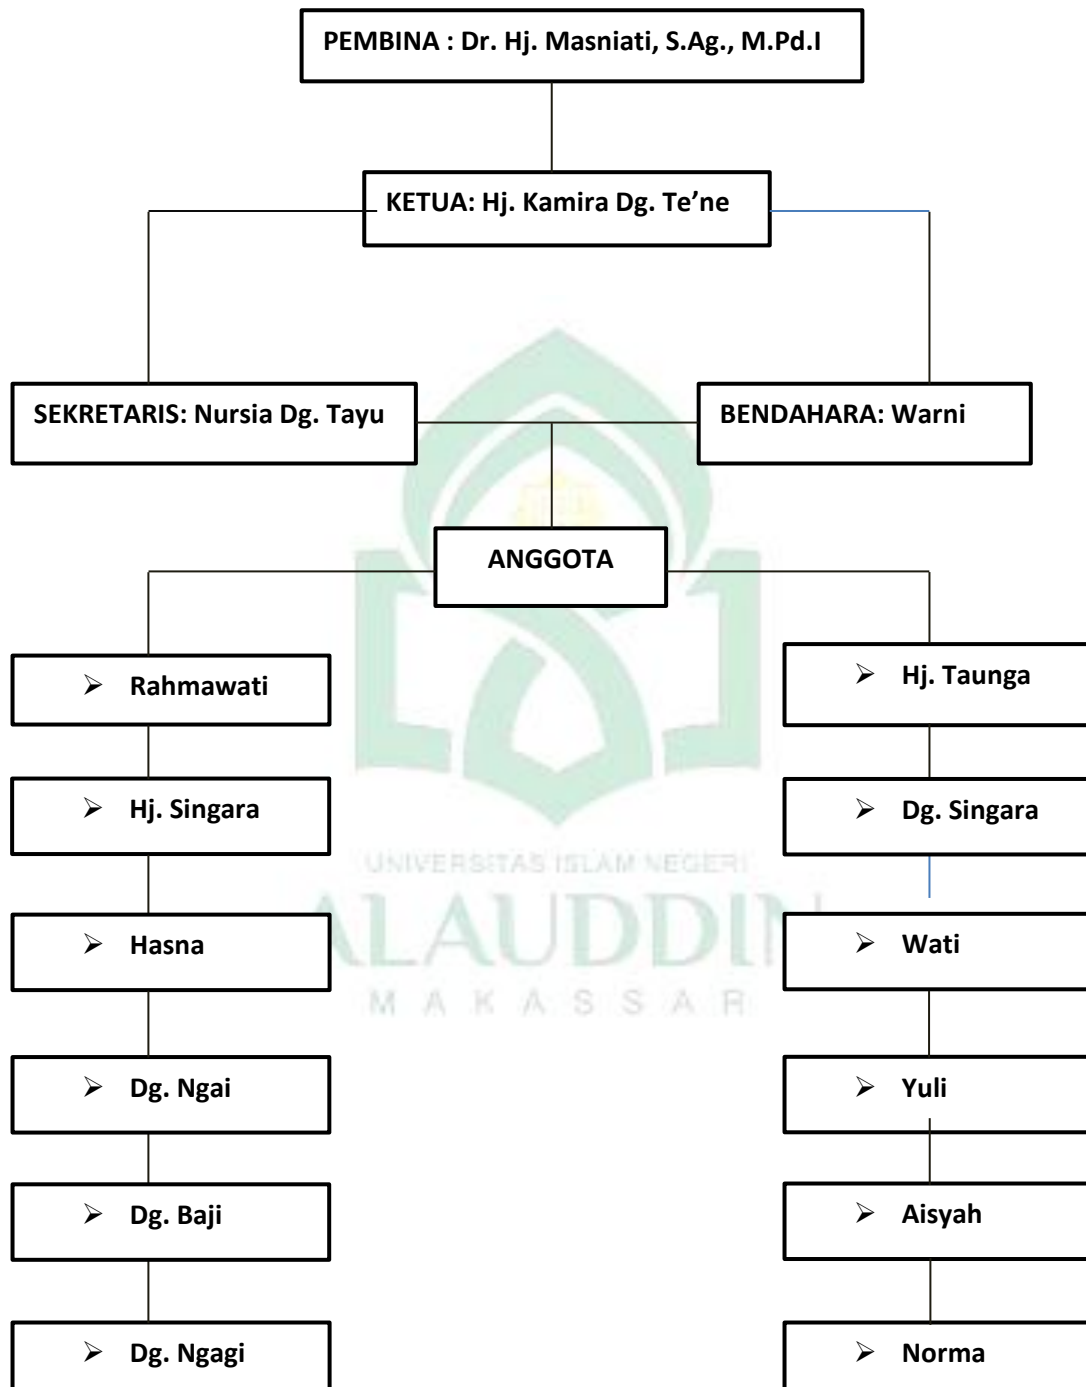 PEMBINA : Dr. Hj. Masniati, S.Ag., M.Pd.I
KETUA: Hj. Kamira Dg. Te’ne
SEKRETARIS: Nursia Dg. Tayu
BENDAHARA: Warni
ANGGOTA
➢ Rahmawati
➢ Hj. Taunga
➢ Hj. Singara
➢ Dg. Singara
UNIVERSITAS ISLAM NEGERI
ALAUDDIN
MAKASSAR
➢ Hasna
➢ Wati
➢ Dg. Ngai
➢ Yuli
➢ Dg. Baji
➢ Aisyah
➢ Dg. Ngagi
➢ Norma